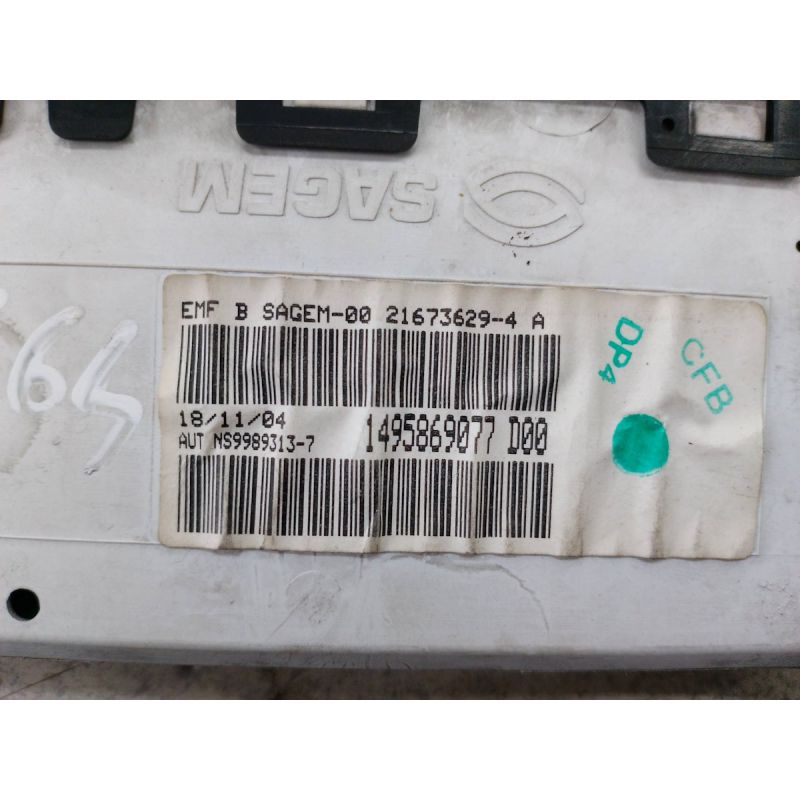 SAGEM
EMF B SAGEM-00 21673629-4 A
18/11/04
AUT NS9989313-7
1495869077 D00
CFB
DP4